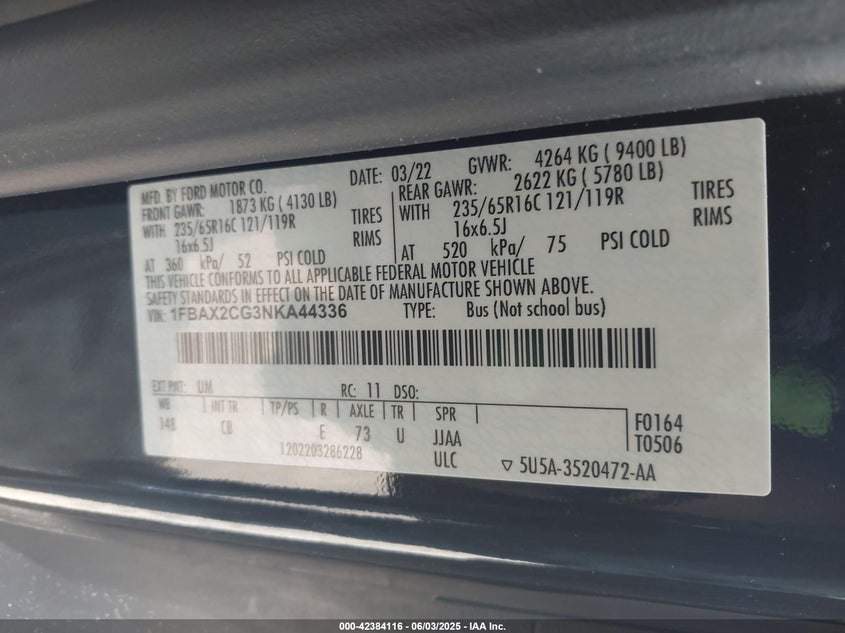 MFD. BY FORD MOTOR CO. DATE: 03/22 GVWR: 4264 KG ( 9400 LB)
FRONT GAWR: 1873 KG ( 4130 LB) REAR GAWR: 2622 KG ( 5780 LB)
WITH 235/65R16C 121/119R TIRES WITH 235/65R16C 121/119R TIRES
16x6.5J RIMS 16x6.5J RIMS
AT 360 kPa/ 52 PSI COLD AT 520 kPa/ 75 PSI COLD
THIS VEHICLE CONFORMS TO ALL APPLICABLE FEDERAL MOTOR VEHICLE
SAFETY STANDARDS IN EFFECT ON THE DATE OF MANUFACTURE SHOWN ABOVE.
VIN: 1FBAX2CG3NKA44336 TYPE: Bus (Not school bus)
EXT PNT: UM RC: 11 DSO:
WB INT TR TP/PS R AXLE TR SPR F0164
148 CB E 73 U JJAA T0506
1202203286228 ULC ▽ 5U5A-3520472-AA
000-42384116 - 06/03/2025 - IAA Inc.